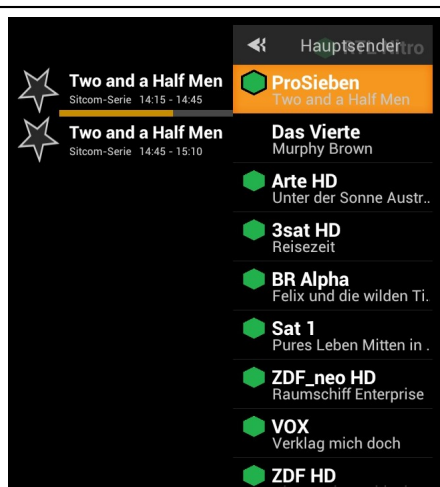 Hauptsender
Two and a Half Men
Sitcom-Serie 14:15 - 14:45
Two and a Half Men
Sitcom-Serie 14:45 - 15:10
ProSieben
Two and a Half Men
Das Vierte
Murphy Brown
Arte HD
Unter der Sonne Austr..
3sat HD
Reisezeit
BR Alpha
Felix und die wilden Ti.
Sat 1
Pures Leben Mitten in .
ZDF_neo HD
Raumschiff Enterprise
VOX
Verklag mich doch
ZDF HD